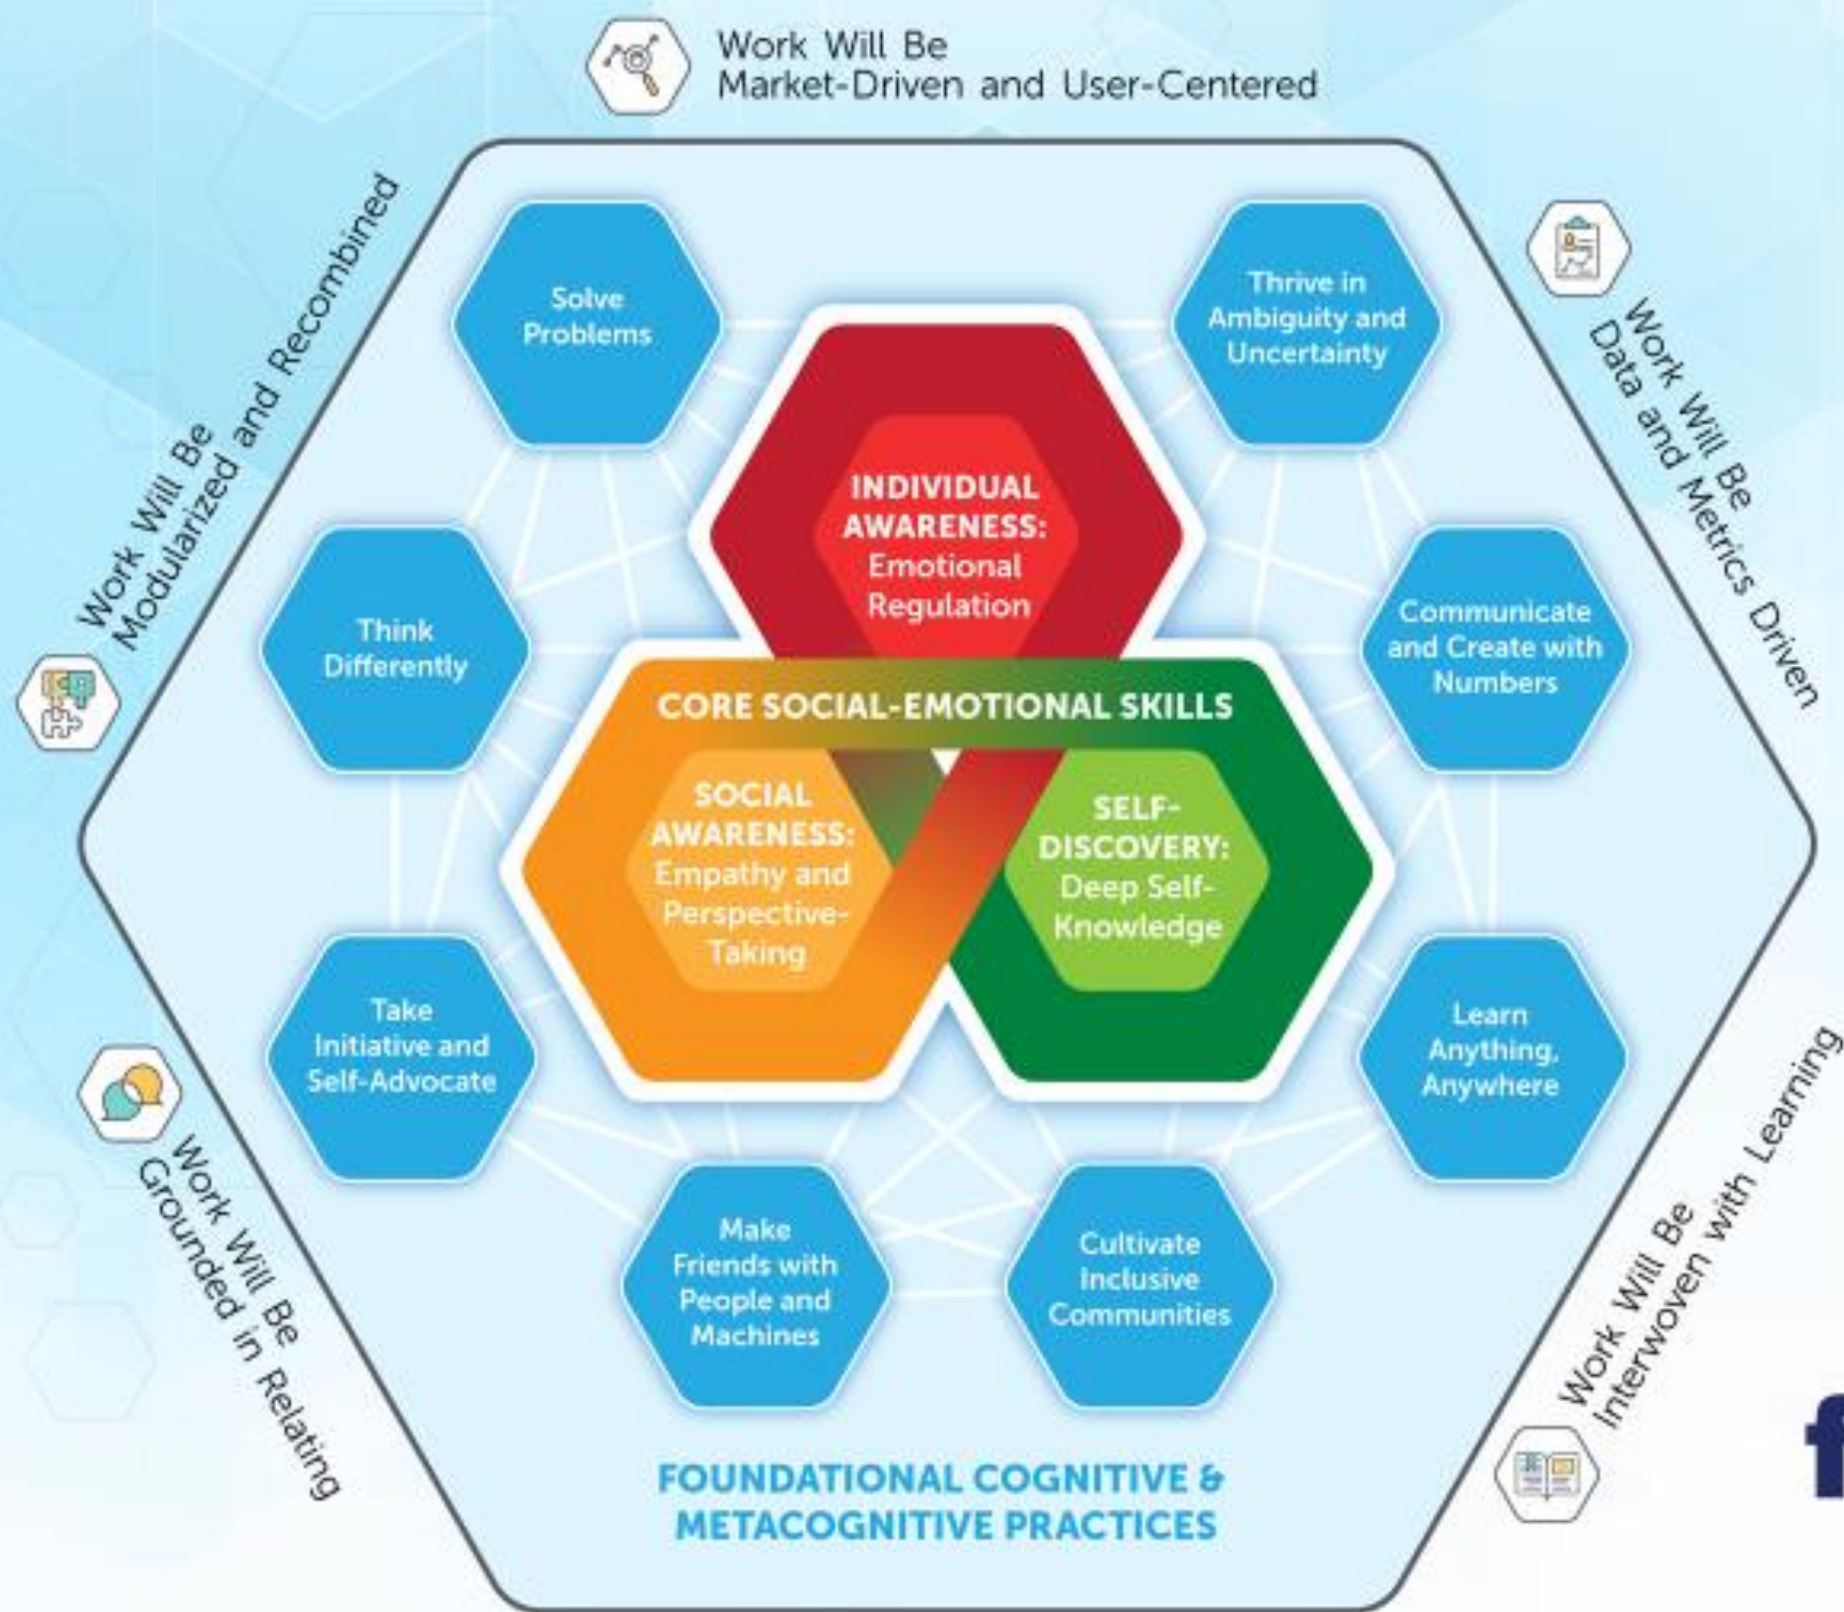 Work Will Be
Market-Driven and User-Centered
Work Will Be
Modularized and Recombined
Work Will Be
Data and Metrics Driven
Solve
Problems
Thrive in
Ambiguity and
Uncertainty
INDIVIDUAL
AWARENESS:
Emotional
Regulation
Think
Differently
Communicate
and Create with
Numbers
CORE SOCIAL-EMOTIONAL SKILLS
SOCIAL
AWARENESS:
Empathy and
Perspective-
Taking
SELF-
DISCOVERY:
Deep Self-
Knowledge
Take
Initiative and
Self-Advocate
Learn
Anything,
Anywhere
Make
Friends with
People and
Machines
Cultivate
Inclusive
Communities
Work Will Be
Grounded in Relating
Work Will Be
Interwoven with Learning
FOUNDATIONAL COGNITIVE &
METACOGNITIVE PRACTICES